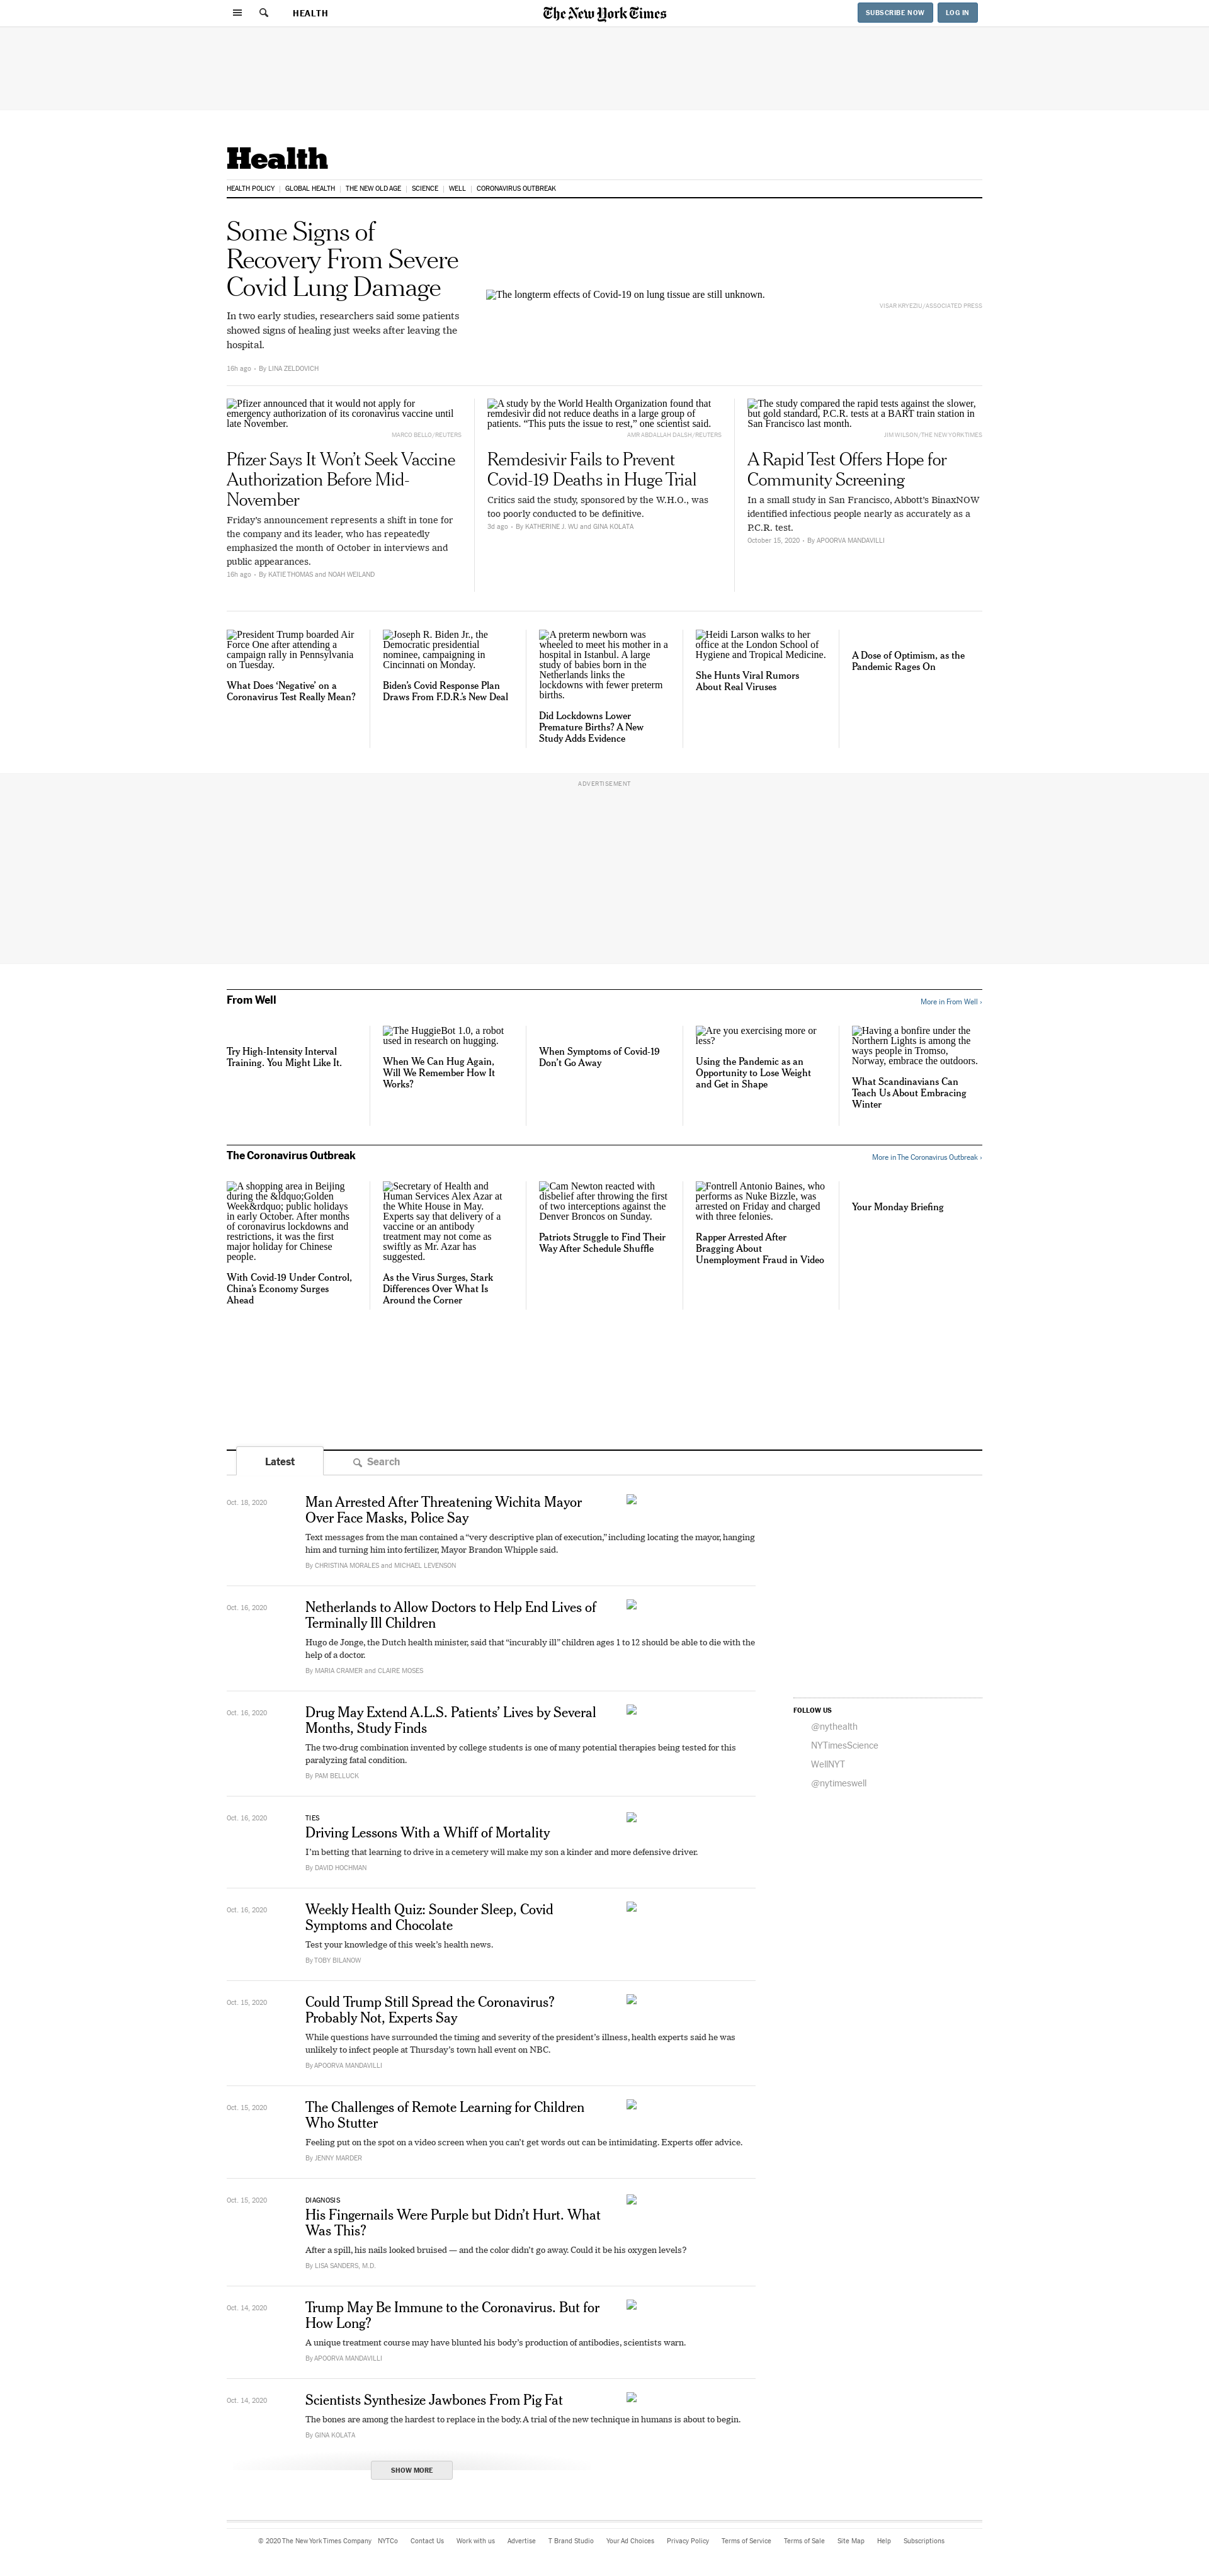 HEALTH
The New York Times
SUBSCRIBE NOW
LOG IN
Health
HEALTH POLICY
GLOBAL HEALTH
THE NEW OLD AGE
SCIENCE
WELL
CORONAVIRUS OUTBREAK
Some Signs of
Recovery From Severe
Covid Lung Damage
In two early studies, researchers said some patients
showed signs of healing just weeks after leaving the
hospital.
16h ago • By LINA ZELDOVICH
The longterm effects of Covid-19 on lung tissue are still unknown.
VISAR KRYEZIU/ASSOCIATED PRESS
Pfizer announced that it would not apply for
emergency authorization of its coronavirus vaccine until
late November.
MARCO BELLO/REUTERS
Pfizer Says It Won’t Seek Vaccine
Authorization Before Mid-
November
Friday’s announcement represents a shift in tone for
the company and its leader, who has repeatedly
emphasized the month of October in interviews and
public appearances.
16h ago • By KATIE THOMAS and NOAH WEILAND
A study by the World Health Organization found that
remdesivir did not reduce deaths in a large group of
patients. “This puts the issue to rest,” one scientist said.
AMR ABDALLAH DALSH/REUTERS
Remdesivir Fails to Prevent
Covid-19 Deaths in Huge Trial
Critics said the study, sponsored by the W.H.O., was
too poorly conducted to be definitive.
3d ago • By KATHERINE J. WU and GINA KOLATA
The study compared the rapid tests against the slower,
but gold standard, P.C.R. tests at a BART train station in
San Francisco last month.
JIM WILSON/THE NEW YORK TIMES
A Rapid Test Offers Hope for
Community Screening
In a small study in San Francisco, Abbott’s BinaxNOW
identified infectious people nearly as accurately as a
P.C.R. test.
October 15, 2020 • By APOORVA MANDAVILLI
President Trump boarded Air
Force One after attending a
campaign rally in Pennsylvania
on Tuesday.
What Does ‘Negative’ on a
Coronavirus Test Really Mean?
Joseph R. Biden Jr., the
Democratic presidential
nominee, campaigning in
Cincinnati on Monday.
Biden’s Covid Response Plan
Draws From F.D.R.’s New Deal
A preterm newborn was
wheeled to meet his mother in a
hospital in Istanbul. A large
study of babies born in the
Netherlands links the
lockdowns with fewer preterm
births.
Did Lockdowns Lower
Premature Births? A New
Study Adds Evidence
Heidi Larson walks to her
office at the London School of
Hygiene and Tropical Medicine.
She Hunts Viral Rumors
About Real Viruses
A Dose of Optimism, as the
Pandemic Rages On
ADVERTISEMENT
From Well
More in From Well ›
Try High-Intensity Interval
Training. You Might Like It.
The HuggieBot 1.0, a robot
used in research on hugging.
When We Can Hug Again,
Will We Remember How It
Works?
When Symptoms of Covid-19
Don’t Go Away
Are you exercising more or
less?
Using the Pandemic as an
Opportunity to Lose Weight
and Get in Shape
Having a bonfire under the
Northern Lights is among the
ways people in Tromso,
Norway, embrace the outdoors.
What Scandinavians Can
Teach Us About Embracing
Winter
The Coronavirus Outbreak
More in The Coronavirus Outbreak ›
A shopping area in Beijing
during the &ldquo;Golden
Week&rdquo; public holidays
in early October. After months
of coronavirus lockdowns and
restrictions, it was the first
major holiday for Chinese
people.
With Covid-19 Under Control,
China’s Economy Surges
Ahead
Secretary of Health and
Human Services Alex Azar at
the White House in May.
Experts say that delivery of a
vaccine or an antibody
treatment may not come as
swiftly as Mr. Azar has
suggested.
As the Virus Surges, Stark
Differences Over What Is
Around the Corner
Cam Newton reacted with
disbelief after throwing the first
of two interceptions against the
Denver Broncos on Sunday.
Patriots Struggle to Find Their
Way After Schedule Shuffle
Fontrell Antonio Baines, who
performs as Nuke Bizzle, was
arrested on Friday and charged
with three felonies.
Rapper Arrested After
Bragging About
Unemployment Fraud in Video
Your Monday Briefing
Latest
Search
Oct. 18, 2020
Man Arrested After Threatening Wichita Mayor
Over Face Masks, Police Say
Text messages from the man contained a “very descriptive plan of execution,” including locating the mayor, hanging
him and turning him into fertilizer, Mayor Brandon Whipple said.
By CHRISTINA MORALES and MICHAEL LEVENSON
Oct. 16, 2020
Netherlands to Allow Doctors to Help End Lives of
Terminally Ill Children
Hugo de Jonge, the Dutch health minister, said that “incurably ill” children ages 1 to 12 should be able to die with the
help of a doctor.
By MARIA CRAMER and CLAIRE MOSES
Oct. 16, 2020
Drug May Extend A.L.S. Patients’ Lives by Several
Months, Study Finds
The two-drug combination invented by college students is one of many potential therapies being tested for this
paralyzing fatal condition.
By PAM BELLUCK
FOLLOW US
@nythealth
NYTimesScience
WellNYT
@nytimeswell
Oct. 16, 2020
TIES
Driving Lessons With a Whiff of Mortality
I’m betting that learning to drive in a cemetery will make my son a kinder and more defensive driver.
By DAVID HOCHMAN
Oct. 16, 2020
Weekly Health Quiz: Sounder Sleep, Covid
Symptoms and Chocolate
Test your knowledge of this week’s health news.
By TOBY BILANOW
Oct. 15, 2020
Could Trump Still Spread the Coronavirus?
Probably Not, Experts Say
While questions have surrounded the timing and severity of the president’s illness, health experts said he was
unlikely to infect people at Thursday’s town hall event on NBC.
By APOORVA MANDAVILLI
Oct. 15, 2020
The Challenges of Remote Learning for Children
Who Stutter
Feeling put on the spot on a video screen when you can’t get words out can be intimidating. Experts offer advice.
By JENNY MARDER
Oct. 15, 2020
DIAGNOSIS
His Fingernails Were Purple but Didn’t Hurt. What
Was This?
After a spill, his nails looked bruised — and the color didn’t go away. Could it be his oxygen levels?
By LISA SANDERS, M.D.
Oct. 14, 2020
Trump May Be Immune to the Coronavirus. But for
How Long?
A unique treatment course may have blunted his body’s production of antibodies, scientists warn.
By APOORVA MANDAVILLI
Oct. 14, 2020
Scientists Synthesize Jawbones From Pig Fat
The bones are among the hardest to replace in the body. A trial of the new technique in humans is about to begin.
By GINA KOLATA
SHOW MORE
© 2020 The New York Times Company NYTCo Contact Us Work with us Advertise T Brand Studio Your Ad Choices Privacy Policy Terms of Service Terms of Sale Site Map Help Subscriptions